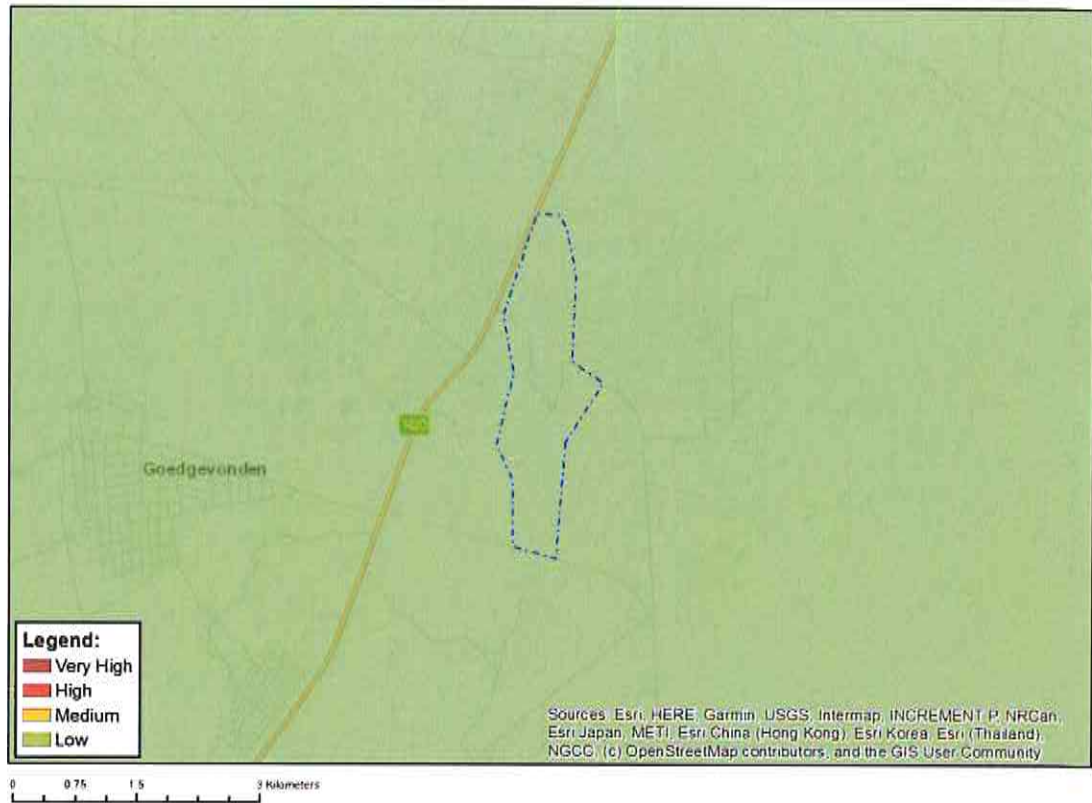 Goedgevonden
Legend:
Very High
High
Medium
Low
Sources: Esri, HERE, Garmin, USGS, Intermap, INCREMENT P, NRCan,
Esri Japan, METI, Esri China (Hong Kong), Esri Korea, Esri (Thailand),
NGCC, (c) OpenStreetMap contributors, and the GIS User Community
0 0.75 1.5 3 Kilometers